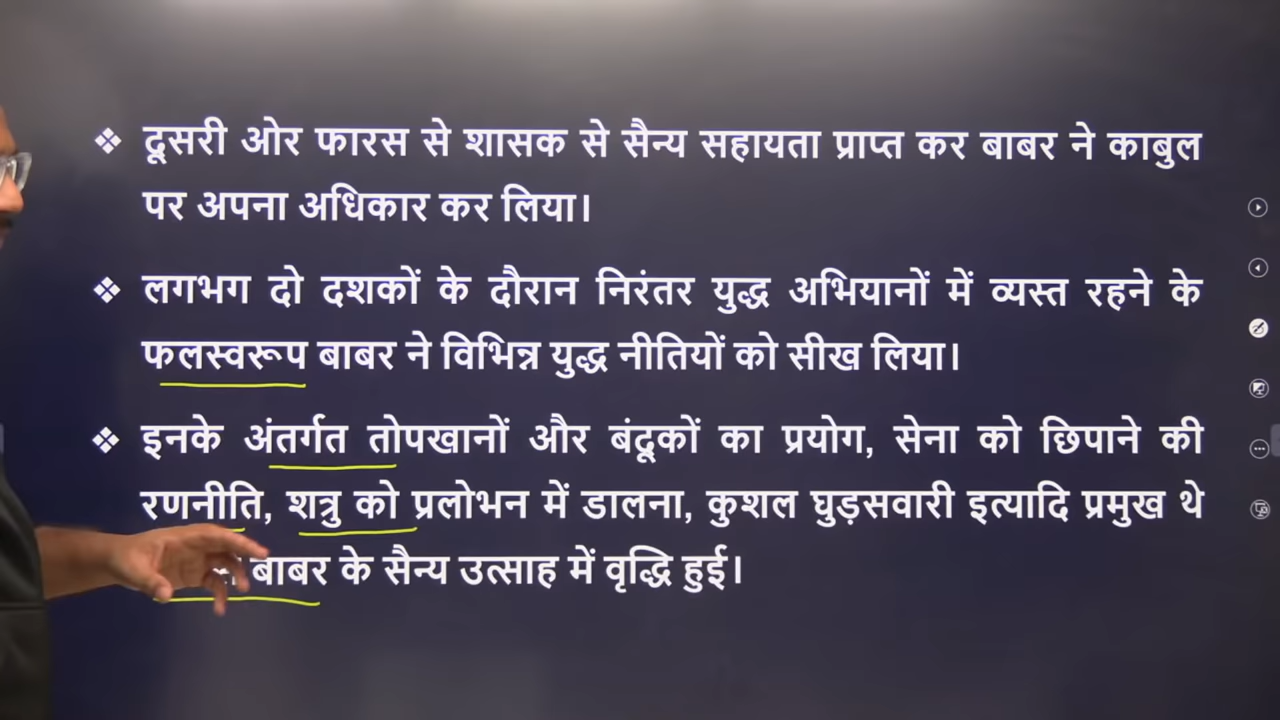 ❖ दूसरी ओर फारस से शासक से सैन्य सहायता प्राप्त कर बाबर ने काबुल
पर अपना अधिकार कर लिया।
❖ लगभग दो दशकों के दौरान निरंतर युद्ध अभियानों में व्यस्त रहने के
फलस्वरूप बाबर ने विभिन्न युद्ध नीतियों को सीख लिया।
❖ इनके अंतर्गत तोपखानों और बंदूकों का प्रयोग, सेना को छिपाने की
रणनीति, शत्रु को प्रलोभन में डालना, कुशल घुड़सवारी इत्यादि प्रमुख थे
बाबर के सैन्य उत्साह में वृद्धि हुई।